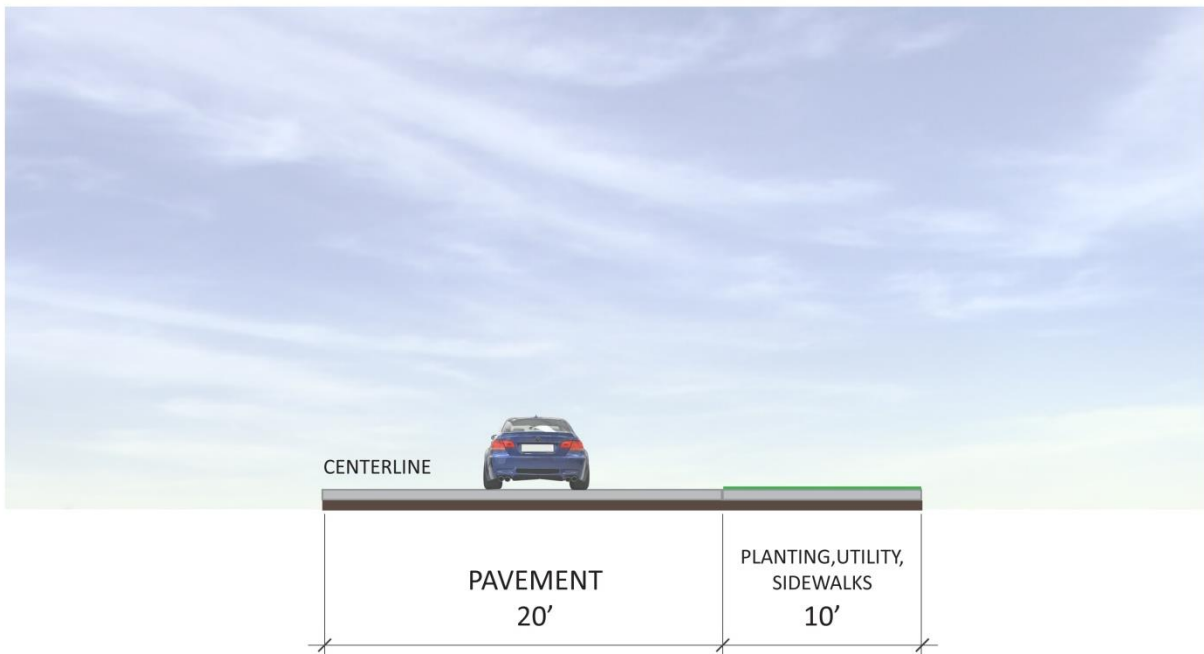 CENTERLINE
PAVEMENT
20’
PLANTING,UTILITY,
SIDEWALKS
10’